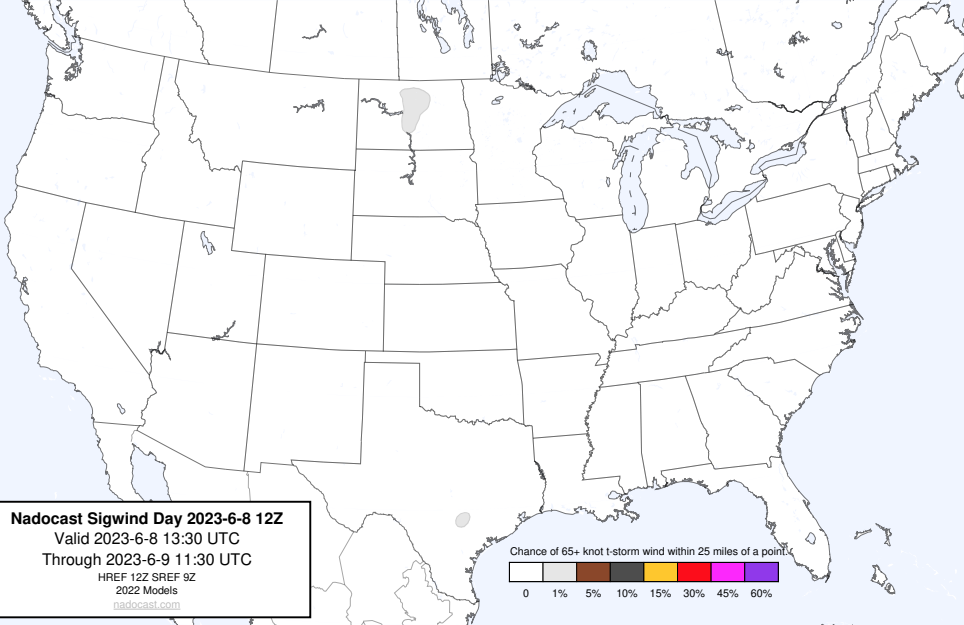 Nadocast Sigwind Day 2023-6-8 12Z
Valid 2023-6-8 13:30 UTC
Through 2023-6-9 11:30 UTC
HREF 12Z SREF 9Z
2022 Models
nadocast.com
Chance of 65+ knot t-storm wind within 25 miles of a point.
0 1% 5% 10% 15% 30% 45% 60%